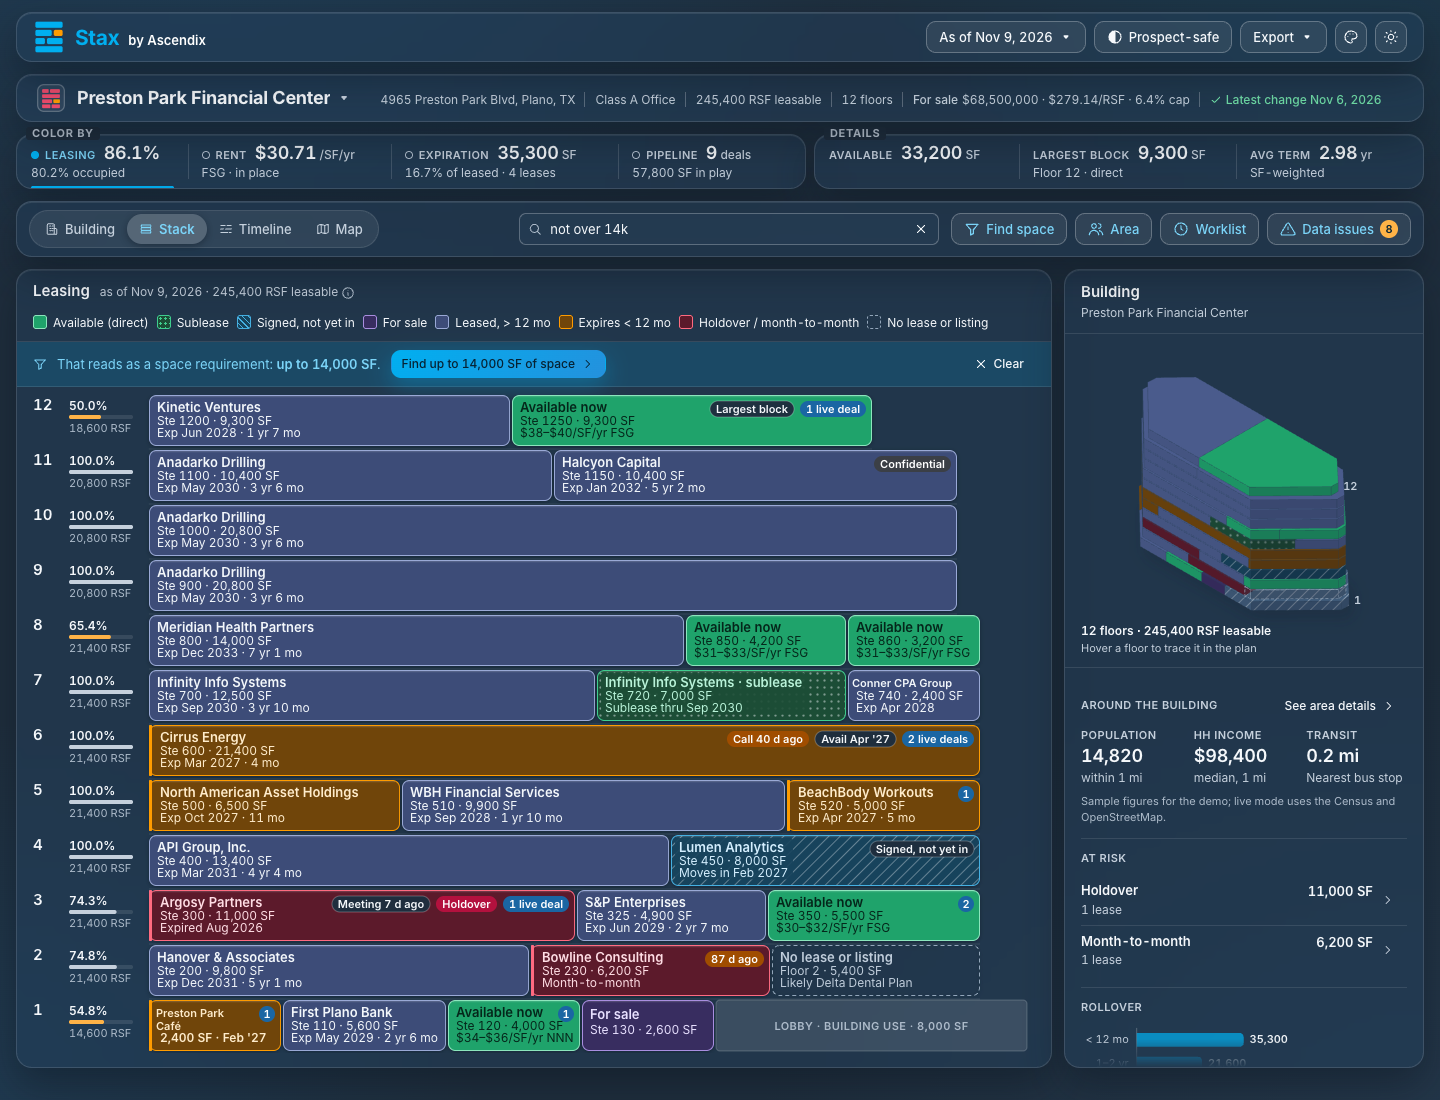 Stax by Ascendix
As of Nov 9, 2026
Prospect-safe
Export
Preston Park Financial Center
4965 Preston Park Blvd, Plano, TX
Class A Office
245,400 RSF leasable
12 floors
For sale $68,500,000 · $279.14/RSF · 6.4% cap
✓ Latest change Nov 6, 2026
COLOR BY
LEASING 86.1%
80.2% occupied
RENT $30.71 /SF/yr
FSG · in place
EXPIRATION 35,300 SF
16.7% of leased · 4 leases
PIPELINE 9 deals
57,800 SF in play
DETAILS
AVAILABLE 33,200 SF
LARGEST BLOCK 9,300 SF
Floor 12 · direct
AVG TERM 2.98 yr
SF-weighted
Building
Stack
Timeline
Map
not over 14k
Find space
Area
Worklist
Data issues 8
Leasing as of Nov 9, 2026 · 245,400 RSF leasable
Available (direct)
Sublease
Signed, not yet in
For sale
Leased, > 12 mo
Expires < 12 mo
Holdover / month-to-month
No lease or listing
That reads as a space requirement: up to 14,000 SF.
Find up to 14,000 SF of space
Clear
12
50.0%
18,600 RSF
Kinetic Ventures
Ste 1200 · 9,300 SF
Exp Jun 2028 · 1 yr 7 mo
Available now
Ste 1250 · 9,300 SF
$38–$40/SF/yr FSG
Largest block
1 live deal
11
100.0%
20,800 RSF
Anadarko Drilling
Ste 1100 · 10,400 SF
Exp May 2030 · 3 yr 6 mo
Halcyon Capital
Ste 1150 · 10,400 SF
Exp Jan 2032 · 5 yr 2 mo
Confidential
10
100.0%
20,800 RSF
Anadarko Drilling
Ste 1000 · 20,800 SF
Exp May 2030 · 3 yr 6 mo
9
100.0%
20,800 RSF
Anadarko Drilling
Ste 900 · 20,800 SF
Exp May 2030 · 3 yr 6 mo
8
65.4%
21,400 RSF
Meridian Health Partners
Ste 800 · 14,000 SF
Exp Dec 2033 · 7 yr 1 mo
Available now
Ste 850 · 4,200 SF
$31–$33/SF/yr FSG
Available now
Ste 860 · 3,200 SF
$31–$33/SF/yr FSG
7
100.0%
21,400 RSF
Infinity Info Systems
Ste 700 · 12,500 SF
Exp Sep 2030 · 3 yr 10 mo
Infinity Info Systems · sublease
Ste 720 · 7,000 SF
Sublease thru Sep 2030
Conner CPA Group
Ste 740 · 2,400 SF
Exp Apr 2028
6
100.0%
21,400 RSF
Cirrus Energy
Ste 600 · 21,400 SF
Exp Mar 2027 · 4 mo
Call 40 d ago
Avail Apr '27
2 live deals
5
100.0%
21,400 RSF
North American Asset Holdings
Ste 500 · 6,500 SF
Exp Oct 2027 · 11 mo
WBH Financial Services
Ste 510 · 9,900 SF
Exp Sep 2028 · 1 yr 10 mo
BeachBody Workouts
Ste 520 · 5,000 SF
Exp Apr 2027 · 5 mo
1
4
100.0%
21,400 RSF
API Group, Inc.
Ste 400 · 13,400 SF
Exp Mar 2031 · 4 yr 4 mo
Lumen Analytics
Ste 450 · 8,000 SF
Moves in Feb 2027
Signed, not yet in
3
74.3%
21,400 RSF
Argosy Partners
Ste 300 · 11,000 SF
Expired Aug 2026
Meeting 7 d ago
Holdover
1 live deal
S&P Enterprises
Ste 325 · 4,900 SF
Exp Jun 2029 · 2 yr 7 mo
Available now
Ste 350 · 5,500 SF
$30–$32/SF/yr FSG
2
2
74.8%
21,400 RSF
Hanover & Associates
Ste 200 · 9,800 SF
Exp Dec 2031 · 5 yr 1 mo
Bowline Consulting
Ste 230 · 6,200 SF
Month-to-month
87 d ago
No lease or listing
Floor 2 · 5,400 SF
Likely Delta Dental Plan
1
54.8%
14,600 RSF
Preston Park
Café
2,400 SF · Feb '27
1
First Plano Bank
Ste 110 · 5,600 SF
Exp May 2029 · 2 yr 6 mo
Available now
Ste 120 · 4,000 SF
$34–$36/SF/yr NNN
1
For sale
Ste 130 · 2,600 SF
LOBBY · BUILDING USE · 8,000 SF
Building
Preston Park Financial Center
12
1
12 floors · 245,400 RSF leasable
Hover a floor to trace it in the plan
AROUND THE BUILDING
See area details
POPULATION
14,820
within 1 mi
HH INCOME
$98,400
median, 1 mi
TRANSIT
0.2 mi
Nearest bus stop
Sample figures for the demo; live mode uses the Census and
OpenStreetMap.
AT RISK
Holdover
1 lease
11,000 SF
Month-to-month
1 lease
6,200 SF
ROLLOVER
< 12 mo
35,300
1–2 yr
21,600